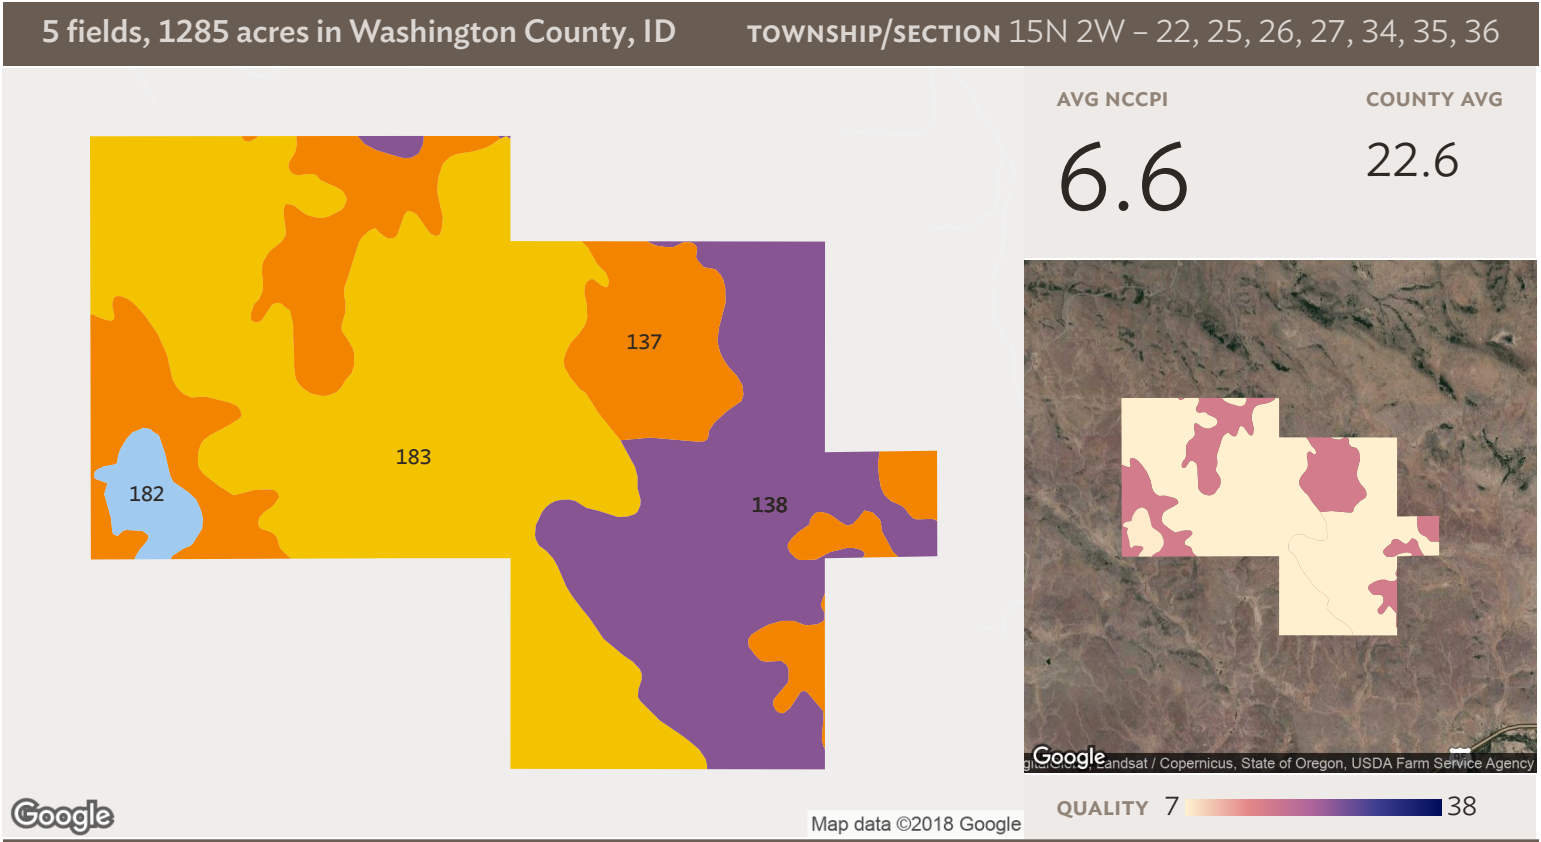 5 fields, 1285 acres in Washington County, ID
TOWNSHIP/SECTION 15N 2W – 22, 25, 26, 27, 34, 35, 36
AVG NCCPI
COUNTY AVG
6.6
22.6
137
183
182
138
Google
Map data ©2018 Google
Google
Landsat / Copernicus, State of Oregon, USDA Farm Service Agency
QUALITY 7 38